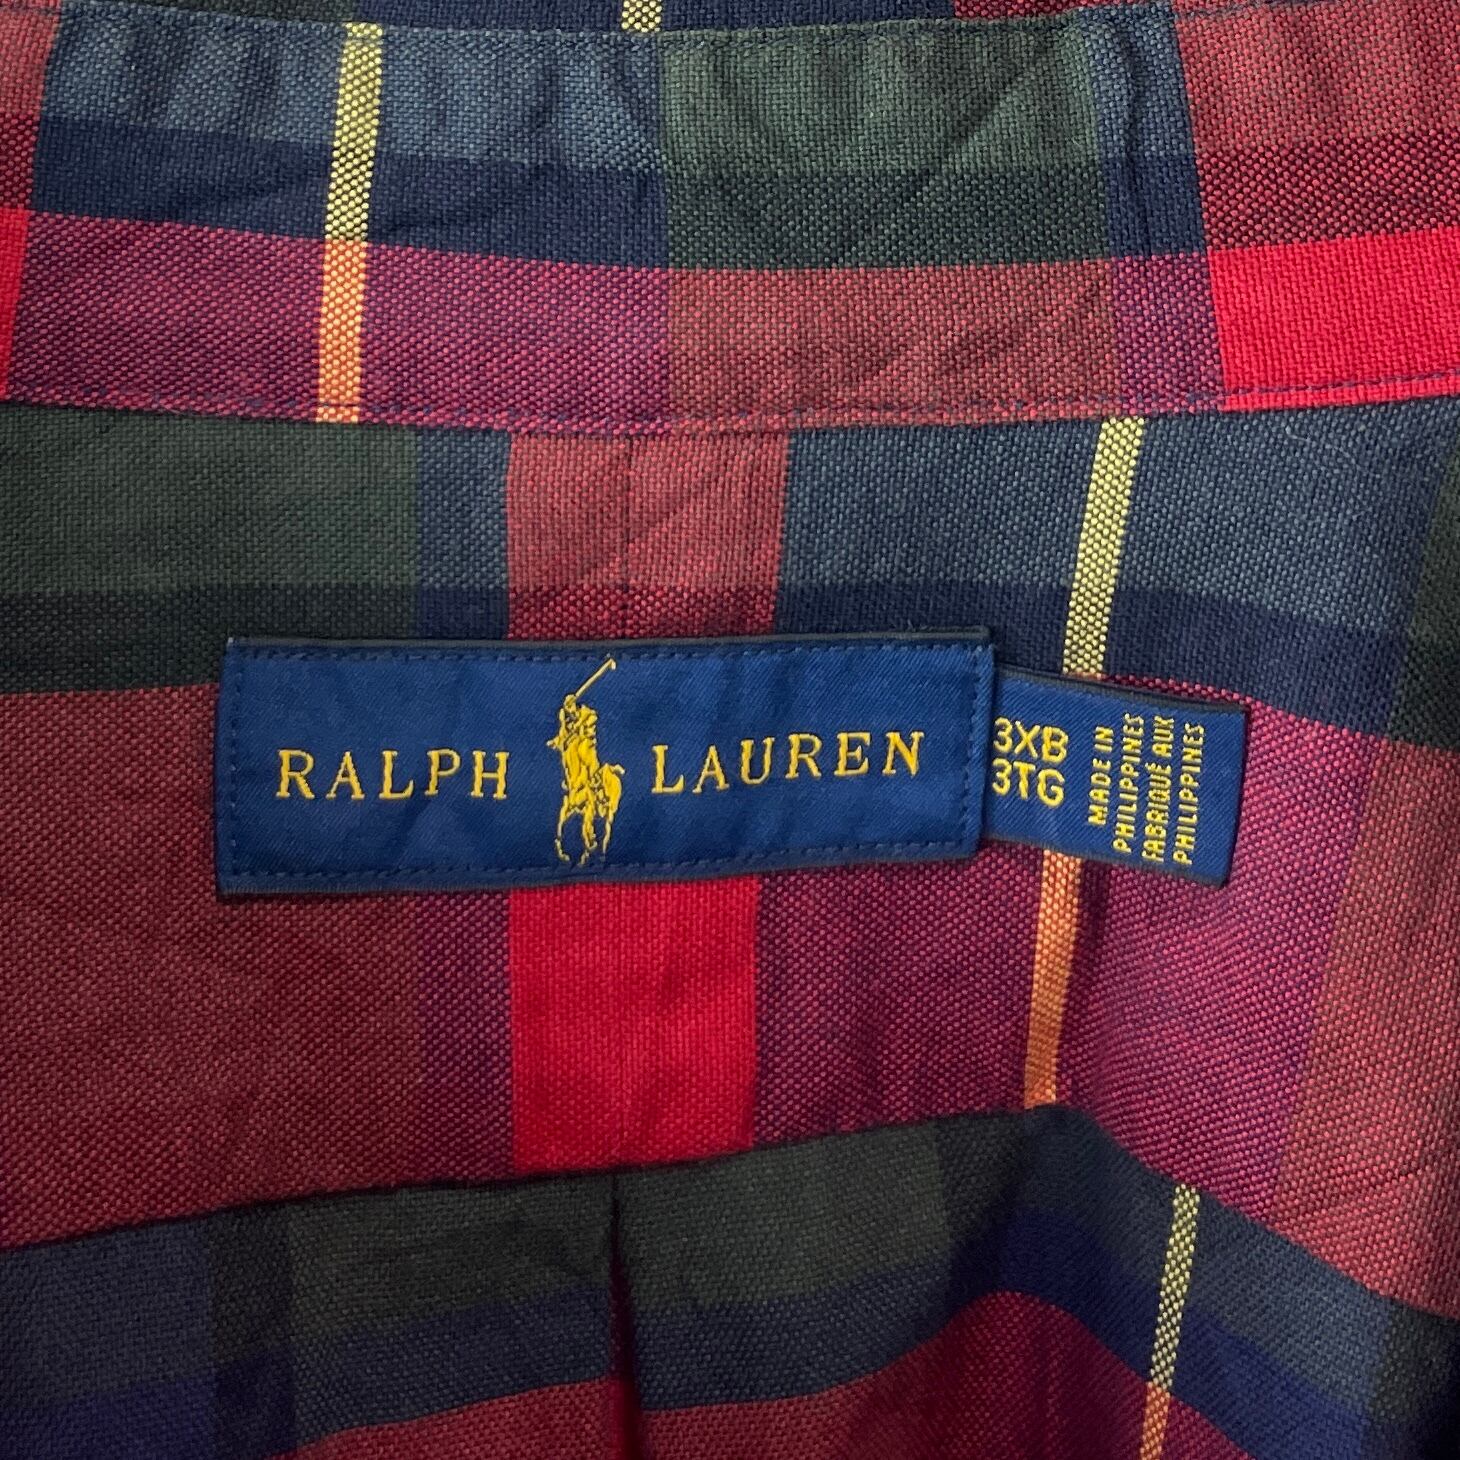 RALPH LAUREN
3XB
3TG
MADE IN
PHILIPPINES
FABRIQUÉ AUX
PHILIPPINES